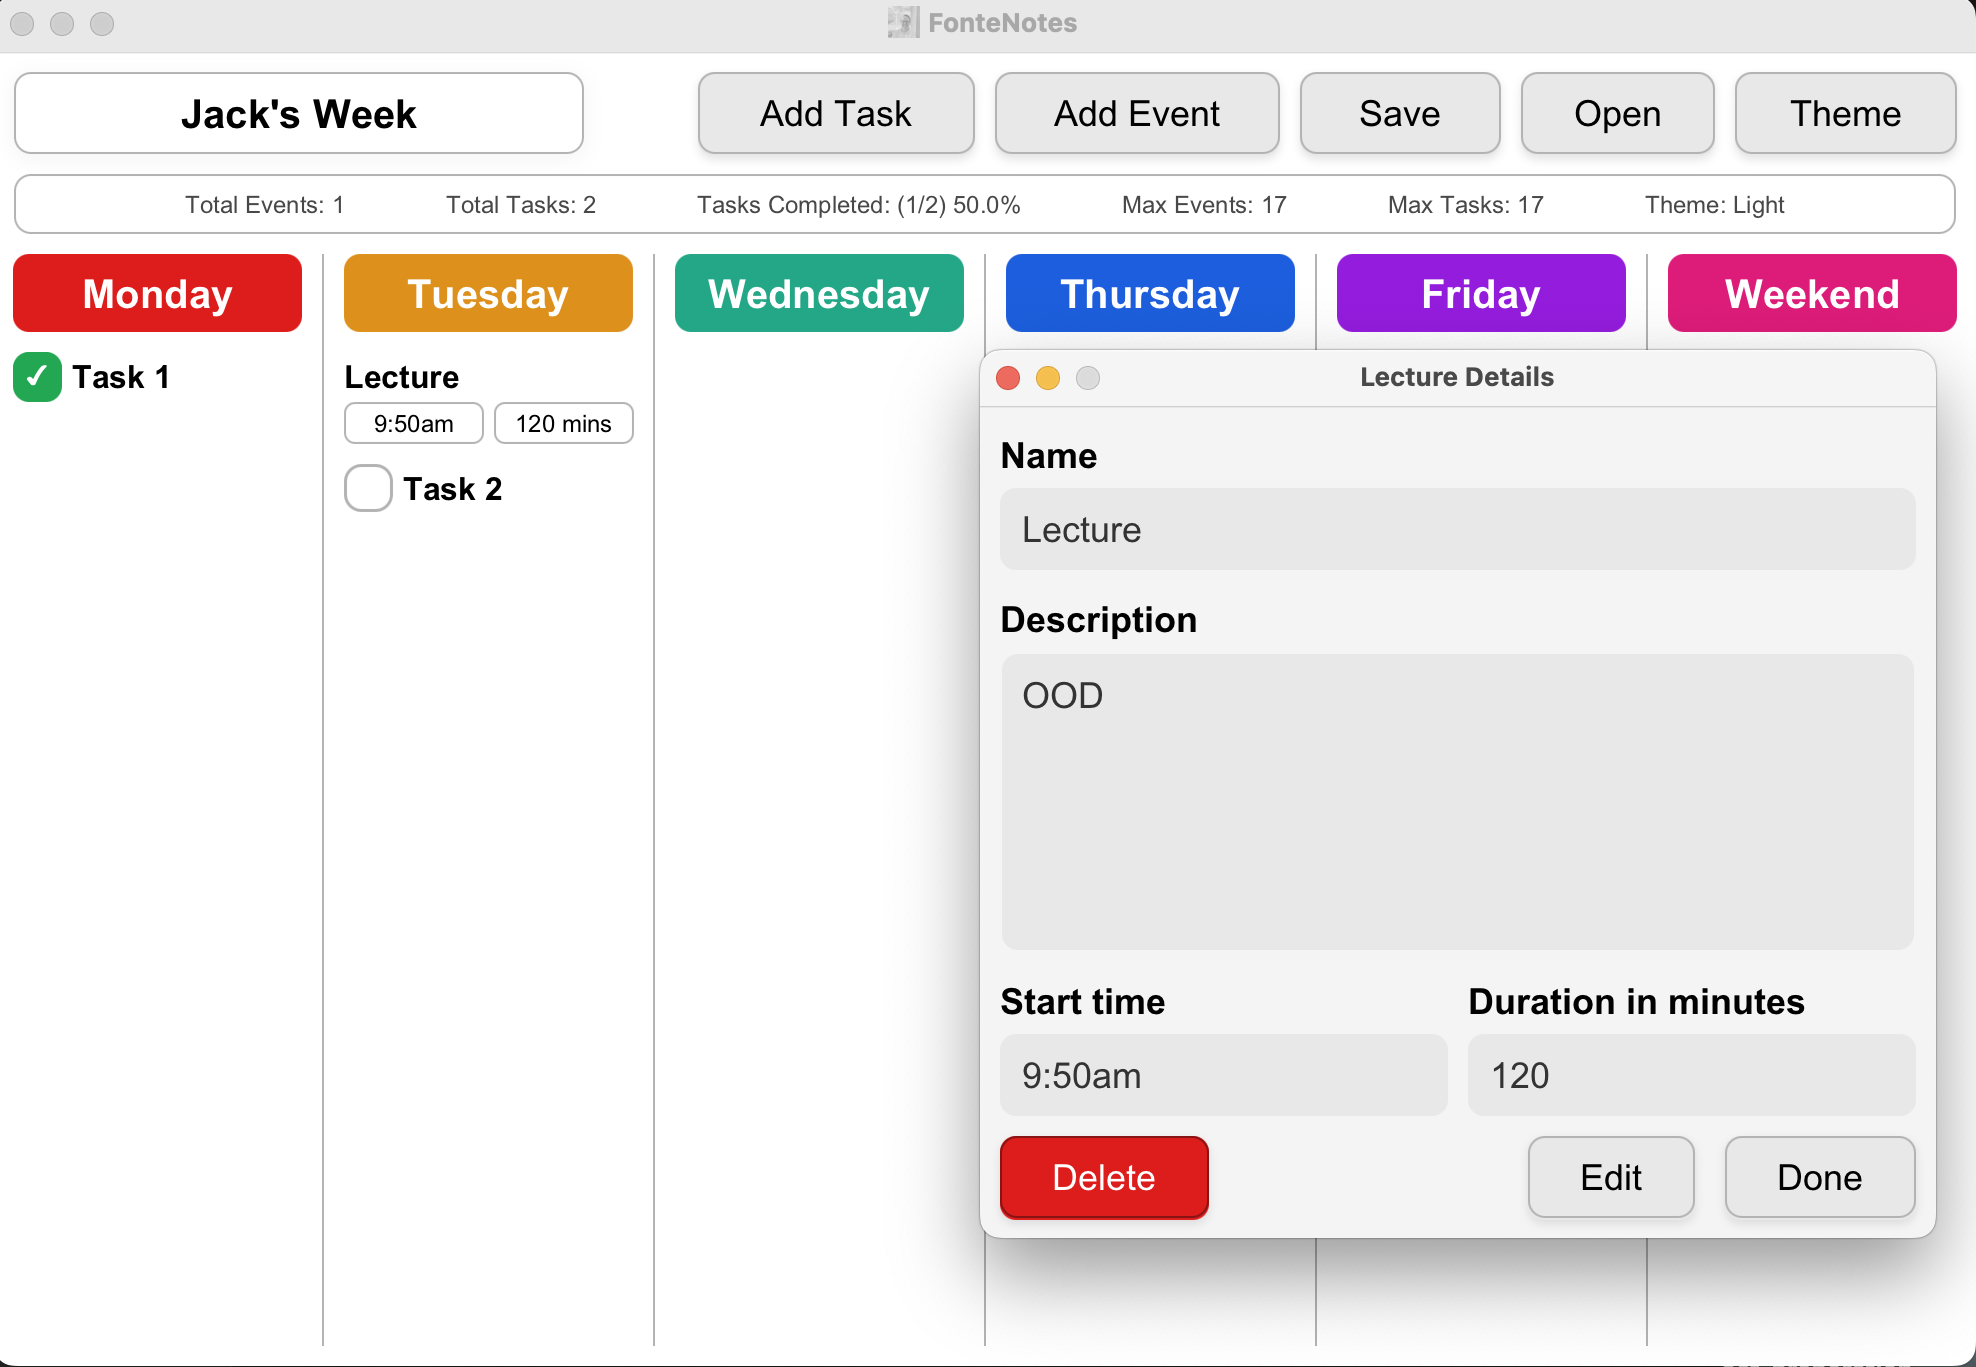 FonteNotes
Jack's Week
Add Task
Add Event
Save
Open
Theme
Total Events: 1
Total Tasks: 2
Tasks Completed: (1/2) 50.0%
Max Events: 17
Max Tasks: 17
Theme: Light
Monday
Tuesday
Wednesday
Thursday
Friday
Weekend
✓ Task 1
Lecture
9:50am
120 mins
Task 2
Lecture Details
Name
Lecture
Description
OOD
Start time
Duration in minutes
9:50am
120
Delete
Edit
Done